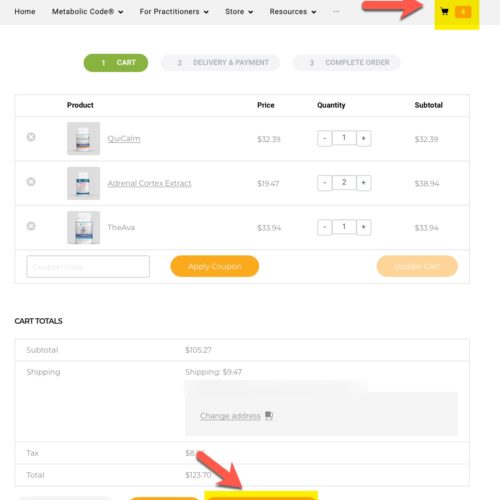 Home Metabolic Code® For Practitioners Store Resources ··· 4
1 CART 2 DELIVERY & PAYMENT 3 COMPLETE ORDER
Product Price Quantity Subtotal
QuiCalm $32.39 - 1 + $32.39
Adrenal Cortex Extract $19.47 - 2 + $38.94
TheAva $33.94 - 1 + $33.94
Coupon code Apply Coupon Update Cart
CART TOTALS
Subtotal $105.27
Shipping Shipping: $9.47
Change address
Tax
Total $123.70